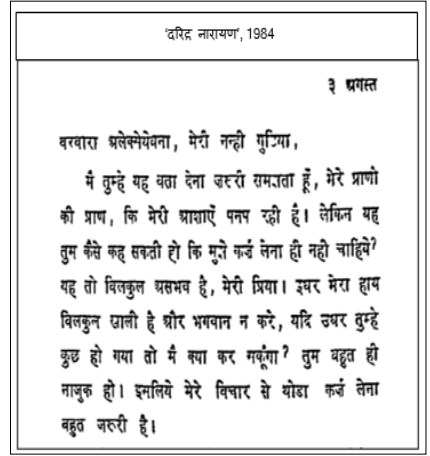 'दरिद्र नारायण', 1984
३ अगस्त
वरवारा अलेक्सेयेवना, मेरी नन्ही गुड़िया,
मैं तुम्हे यह बता देना जरूरी समझता हूँ, मेरे प्राणो
की प्राण, कि मेरी आशाएँ पनप रही हैं। लेकिन यह
तुम कैसे कह सकती हो कि मुझे कर्ज लेना ही नही चाहिये?
यह तो बिलकुल असभव है, मेरी प्रिया। इधर मेरा हाथ
बिलकुल खाली है और भगवान न करे, यदि उधर तुम्हे
कुछ हो गया तो मैं क्या कर सकूँगा? तुम बहुत ही
नाजुक हो। इसलिये मेरे विचार से थोडा कर्ज लेना
बहुत जरूरी है।